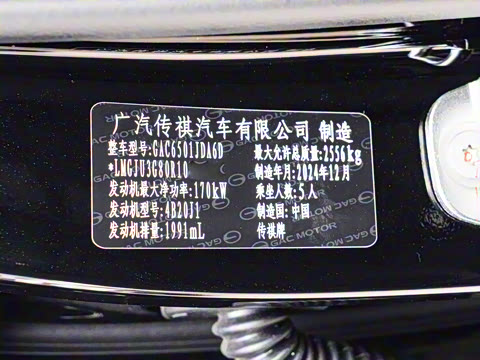 广汽传祺汽车有限公司 制造
整车型号:GAC6501JDA6D 最大允许总质量:2556kg
*LMGJU3G80R10 制造年月:2024年12月
发动机最大净功率:170kW 乘坐人数:5人
发动机型号:4B20J1 制造国:中国
发动机排量:1991mL 传祺牌
GAC MOTOR